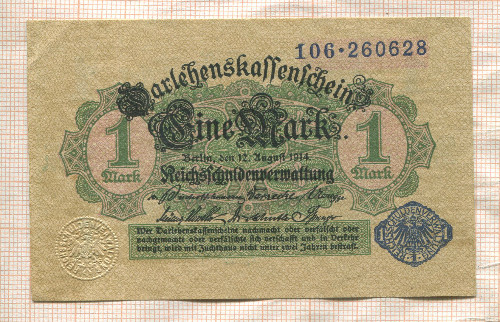 106·260628
Darlehenskassenschein
Eine Mark.
1 Mark.
1 Mark.
Berlin, den 12. August 1914.
Reichsschuldenverwaltung
Wer Darlehenskassenscheine nachmacht oder verfälscht oder
nachgemachte oder verfälschte sich verschafft und in Verkehr
bringt, wird mit Zuchthaus nicht unter zwei Jahren bestraft.
1